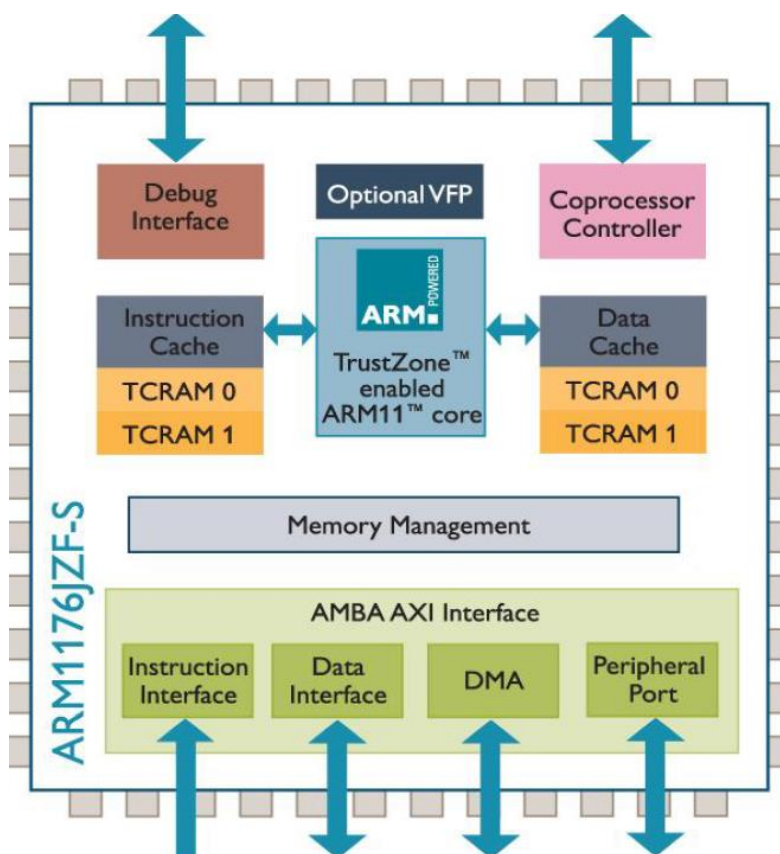 Debug
Interface
Optional VFP
Coprocessor
Controller
Instruction
Cache
TCRAM 0
TCRAM 1
ARM
POWERED
TrustZone™
enabled
ARM11™ core
Data
Cache
TCRAM 0
TCRAM 1
Memory Management
ARM1176JZF-S
AMBA AXI Interface
Instruction
Interface
Data
Interface
DMA
Peripheral
Port